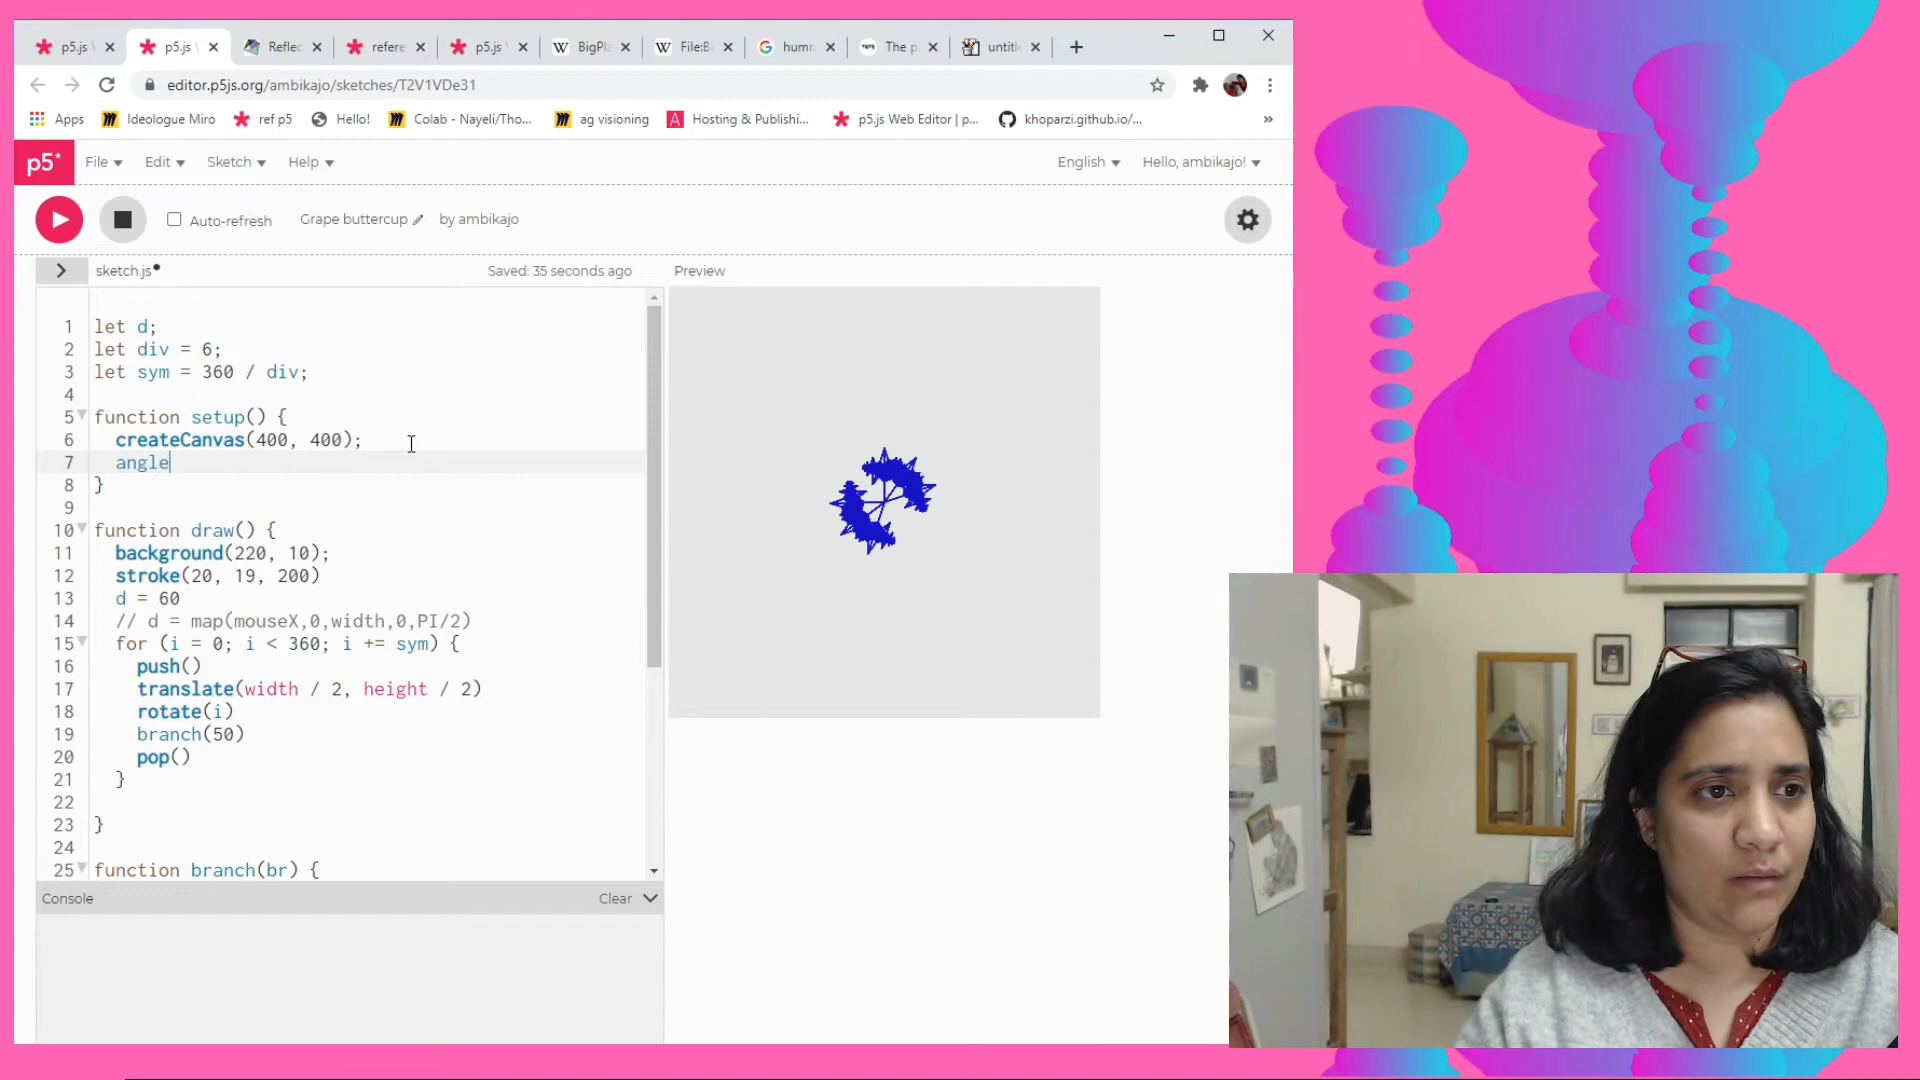 p5.js
p5.js
Reflec
refere
p5.js
BigPla
File:B
humn
The p
untitl
editor.p5js.org/ambikajo/sketches/T2V1VDe31
Apps
Ideologue Miro
ref p5
Hello!
Colab - Nayeli/Tho...
ag visioning
Hosting & Publishi...
p5.js Web Editor | p...
khoparzi.github.io/...
»
p5*
File
Edit
Sketch
Help
English
Hello, ambikajo!
Auto-refresh
Grape buttercup
by ambikajo
sketch.js
Saved: 35 seconds ago
Preview
1 let d;
2 let div = 6;
3 let sym = 360 / div;
4
5 function setup() {
6 createCanvas(400, 400);
7 angle
8 }
9
10 function draw() {
11 background(220, 10);
12 stroke(20, 19, 200)
13 d = 60
14 // d = map(mouseX,0,width,0,PI/2)
15 for (i = 0; i < 360; i += sym) {
16 push()
17 translate(width / 2, height / 2)
18 rotate(i)
19 branch(50)
20 pop()
21 }
22
23 }
24
25 function branch(br) {
Console
Clear